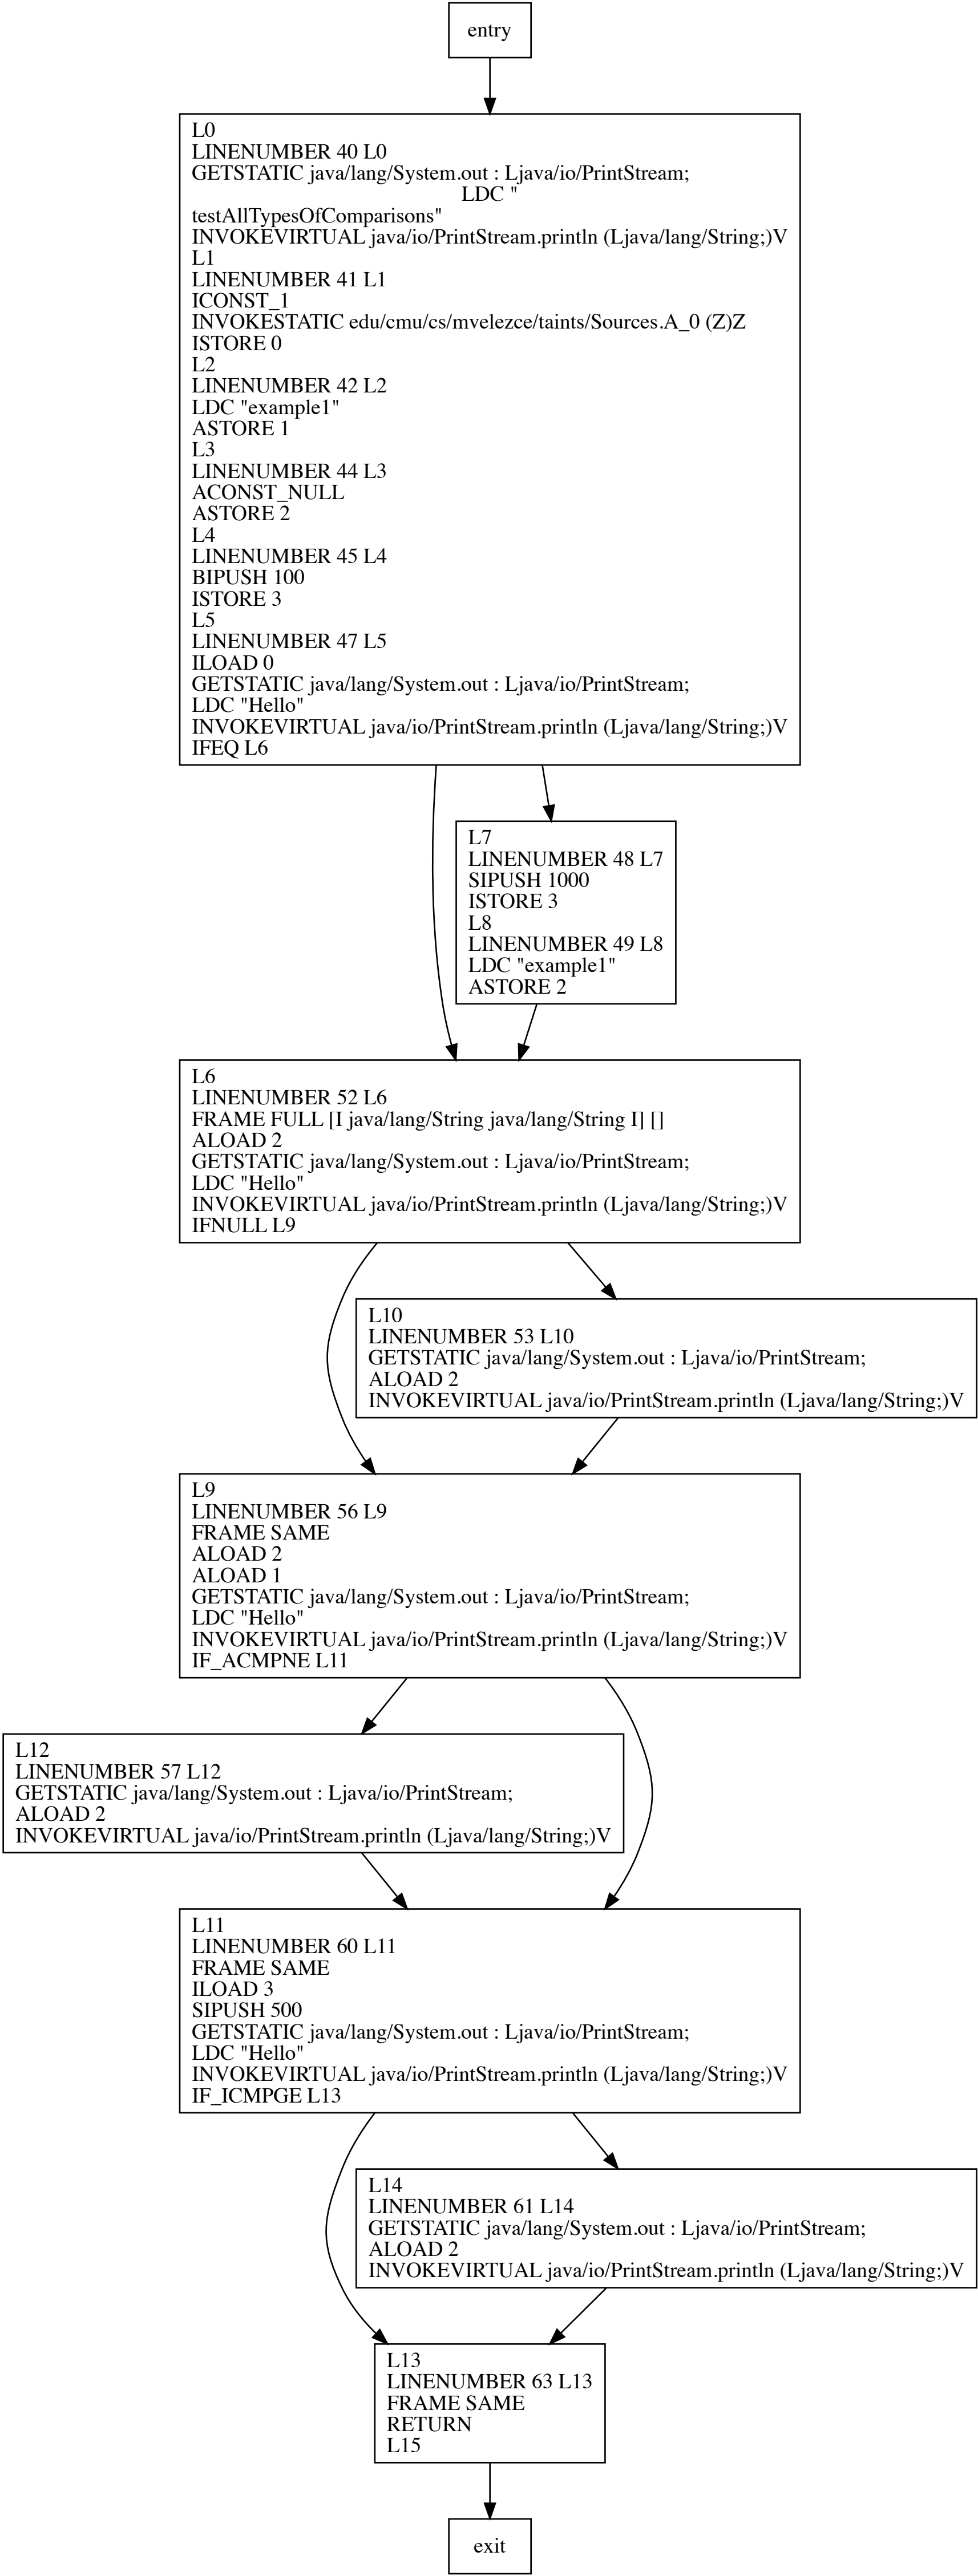 entry
L0
LINENUMBER 40 L0
GETSTATIC java/lang/System.out : Ljava/io/PrintStream;
LDC "
testAllTypesOfComparisons"
INVOKEVIRTUAL java/io/PrintStream.println (Ljava/lang/String;)V
L1
LINENUMBER 41 L1
ICONST_1
INVOKESTATIC edu/cmu/cs/mvelezce/taints/Sources.A_0 (Z)Z
ISTORE 0
L2
LINENUMBER 42 L2
LDC "example1"
ASTORE 1
L3
LINENUMBER 44 L3
ACONST_NULL
ASTORE 2
L4
LINENUMBER 45 L4
BIPUSH 100
ISTORE 3
L5
LINENUMBER 47 L5
ILOAD 0
GETSTATIC java/lang/System.out : Ljava/io/PrintStream;
LDC "Hello"
INVOKEVIRTUAL java/io/PrintStream.println (Ljava/lang/String;)V
IFEQ L6
L7
LINENUMBER 48 L7
SIPUSH 1000
ISTORE 3
L8
LINENUMBER 49 L8
LDC "example1"
ASTORE 2
L6
LINENUMBER 52 L6
FRAME FULL [I java/lang/String java/lang/String I] []
ALOAD 2
GETSTATIC java/lang/System.out : Ljava/io/PrintStream;
LDC "Hello"
INVOKEVIRTUAL java/io/PrintStream.println (Ljava/lang/String;)V
IFNULL L9
L10
LINENUMBER 53 L10
GETSTATIC java/lang/System.out : Ljava/io/PrintStream;
ALOAD 2
INVOKEVIRTUAL java/io/PrintStream.println (Ljava/lang/String;)V
L9
LINENUMBER 56 L9
FRAME SAME
ALOAD 2
ALOAD 1
GETSTATIC java/lang/System.out : Ljava/io/PrintStream;
LDC "Hello"
INVOKEVIRTUAL java/io/PrintStream.println (Ljava/lang/String;)V
IF_ACMPNE L11
L12
LINENUMBER 57 L12
GETSTATIC java/lang/System.out : Ljava/io/PrintStream;
ALOAD 2
INVOKEVIRTUAL java/io/PrintStream.println (Ljava/lang/String;)V
L11
LINENUMBER 60 L11
FRAME SAME
ILOAD 3
SIPUSH 500
GETSTATIC java/lang/System.out : Ljava/io/PrintStream;
LDC "Hello"
INVOKEVIRTUAL java/io/PrintStream.println (Ljava/lang/String;)V
IF_ICMPGE L13
L14
LINENUMBER 61 L14
GETSTATIC java/lang/System.out : Ljava/io/PrintStream;
ALOAD 2
INVOKEVIRTUAL java/io/PrintStream.println (Ljava/lang/String;)V
L13
LINENUMBER 63 L13
FRAME SAME
RETURN
L15
exit